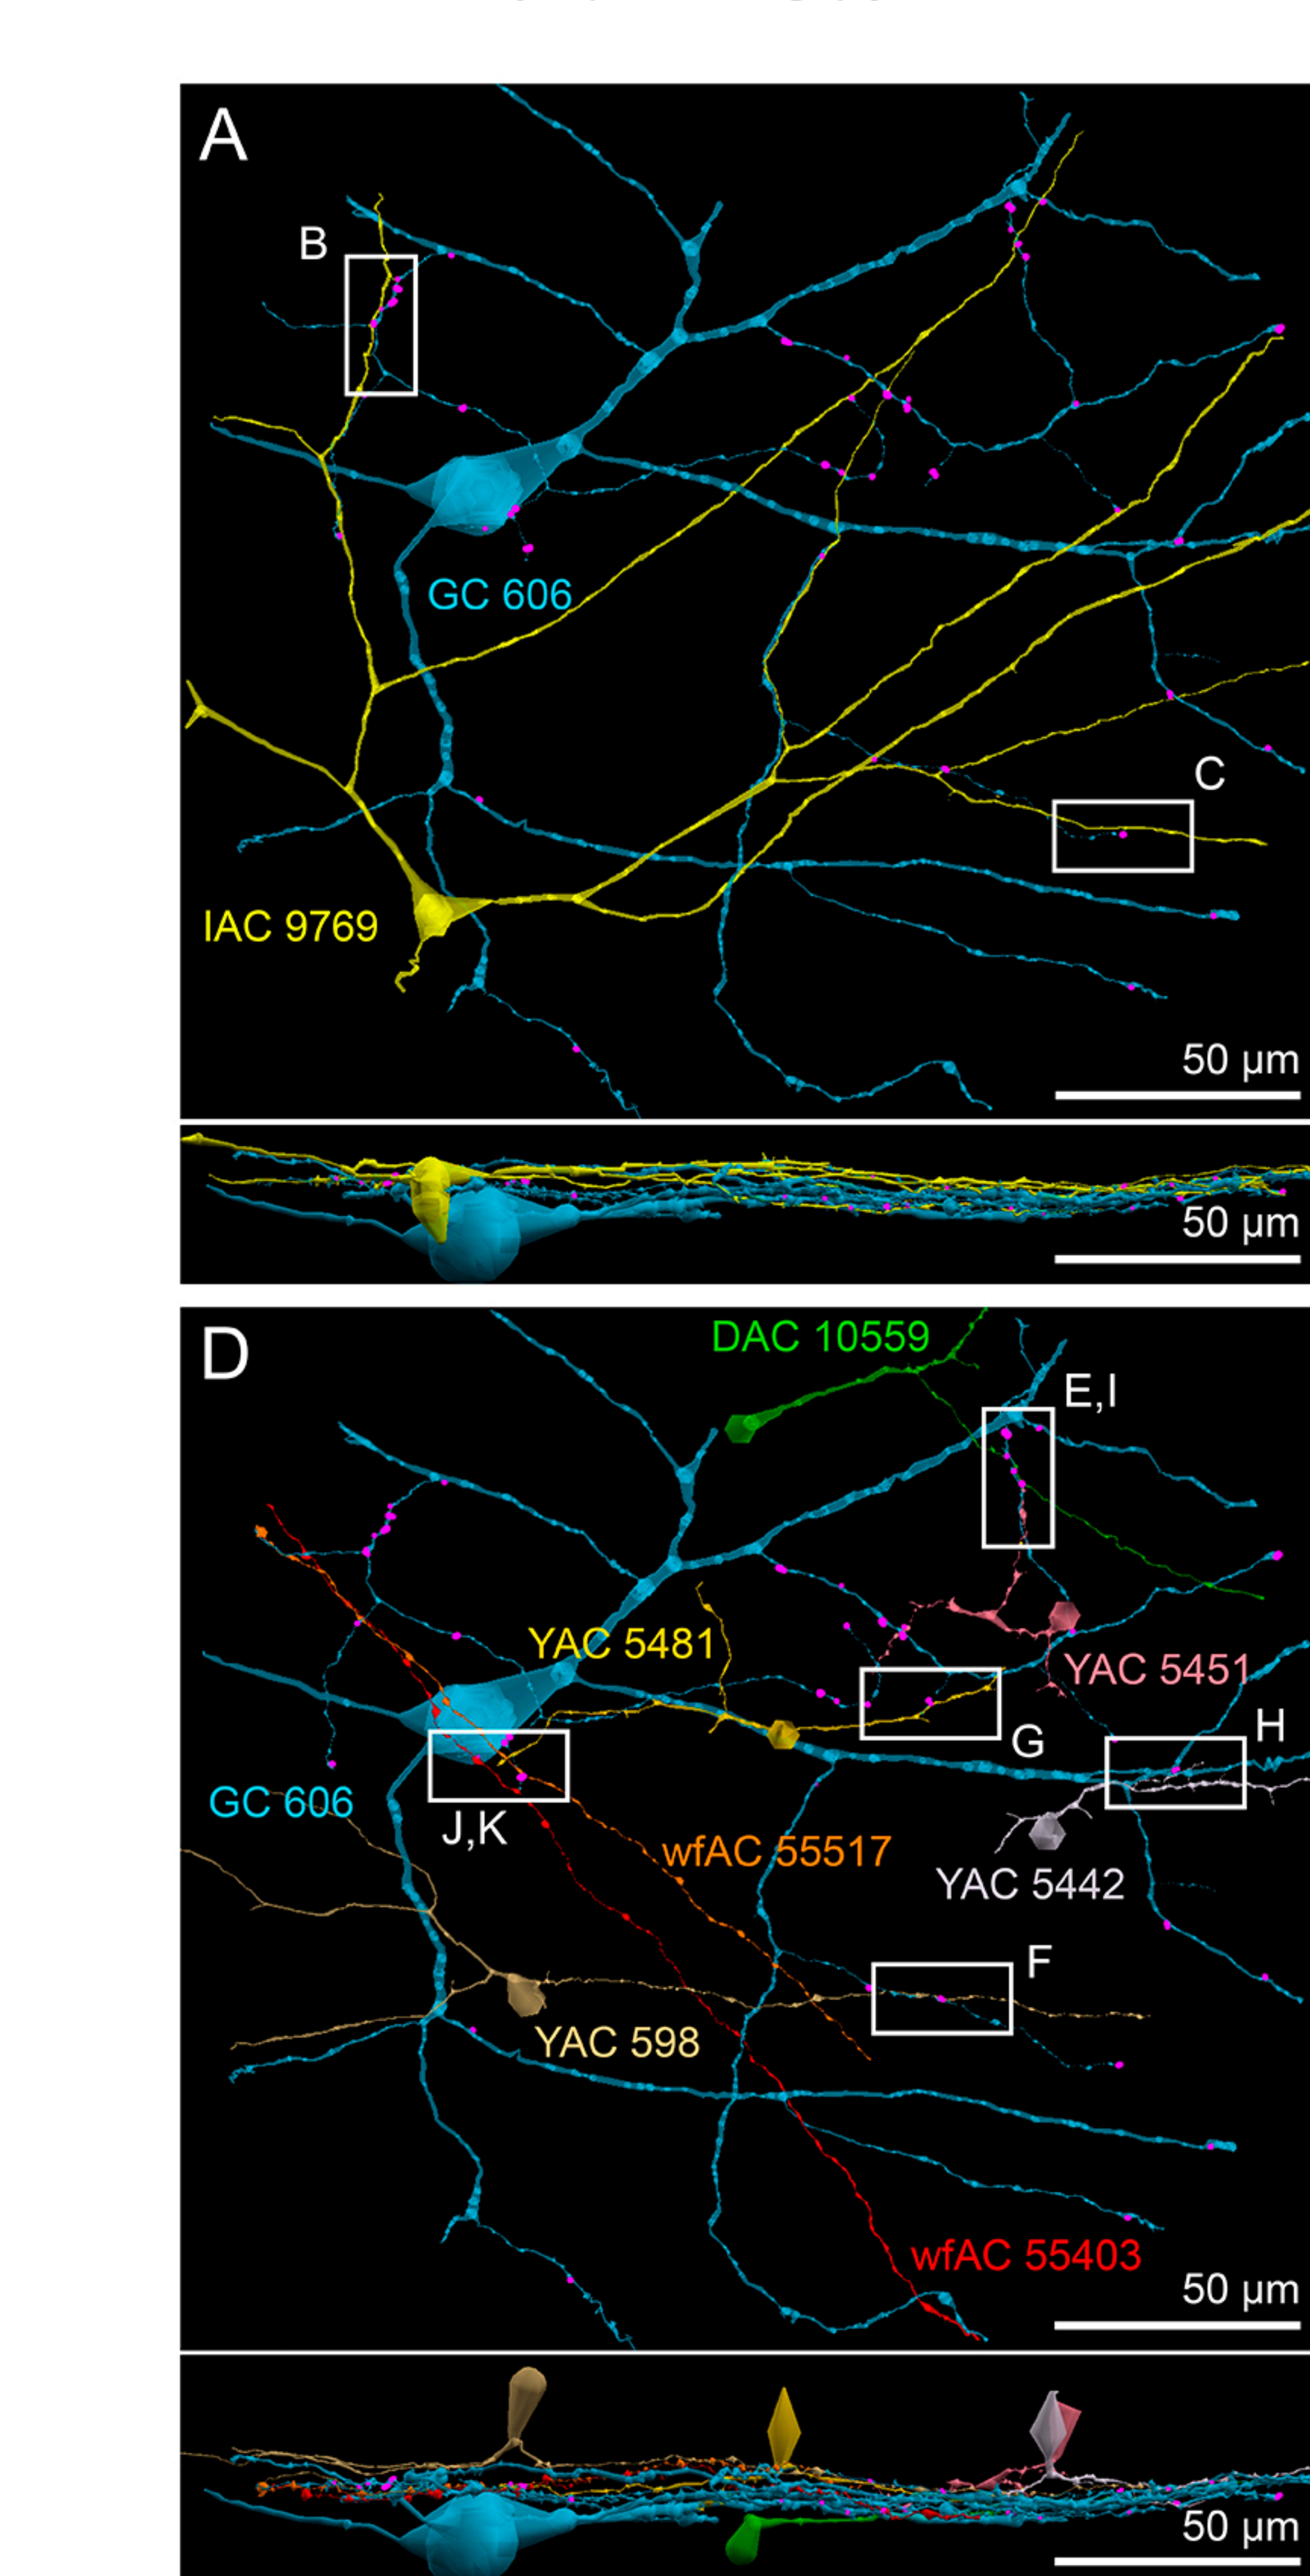 A
B
GC 606
C
IAC 9769
50 µm
50 µm
D
DAC 10559
E,I
YAC 5481
YAC 5451
G
H
GC 606
J,K
wfAC 55517
YAC 5442
F
YAC 598
wfAC 55403
50 µm
50 µm